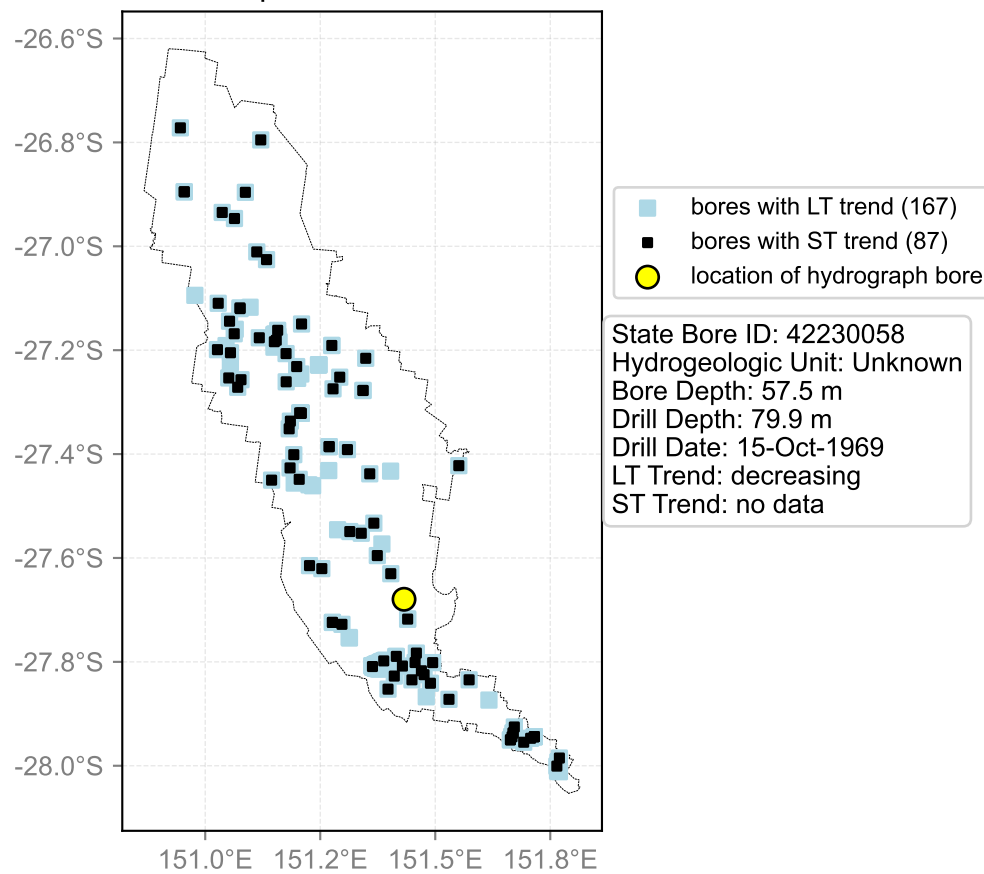 -26.6°S
-26.8°S
-27.0°S
-27.2°S
-27.4°S
-27.6°S
-27.8°S
-28.0°S
151.0°E
151.2°E
151.5°E
151.8°E
bores with LT trend (167)
bores with ST trend (87)
location of hydrograph bore
State Bore ID: 42230058
Hydrogeologic Unit: Unknown
Bore Depth: 57.5 m
Drill Depth: 79.9 m
Drill Date: 15-Oct-1969
LT Trend: decreasing
ST Trend: no data